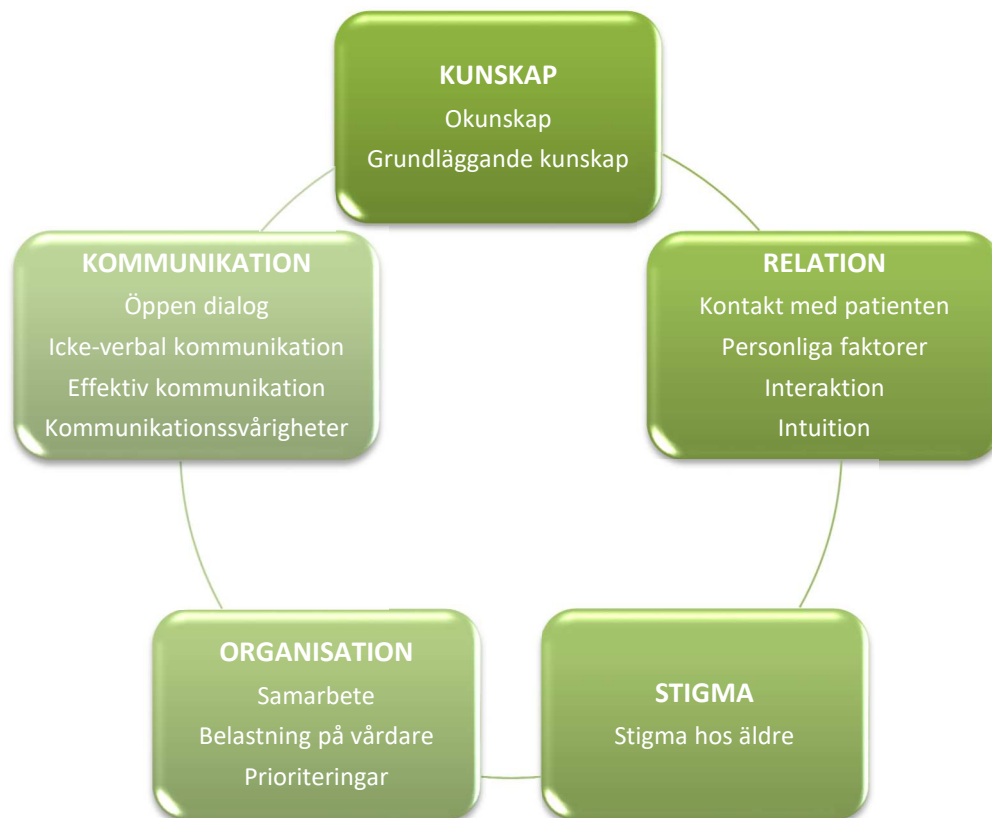 KUNSKAP
Okunskap
Grundläggande kunskap
RELATION
Kontakt med patienten
Personliga faktorer
Interaktion
Intuition
STIGMA
Stigma hos äldre
ORGANISATION
Samarbete
Belastning på vårdare
Prioriteringar
KOMMUNIKATION
Öppen dialog
Icke-verbal kommunikation
Effektiv kommunikation
Kommunikationssvårigheter